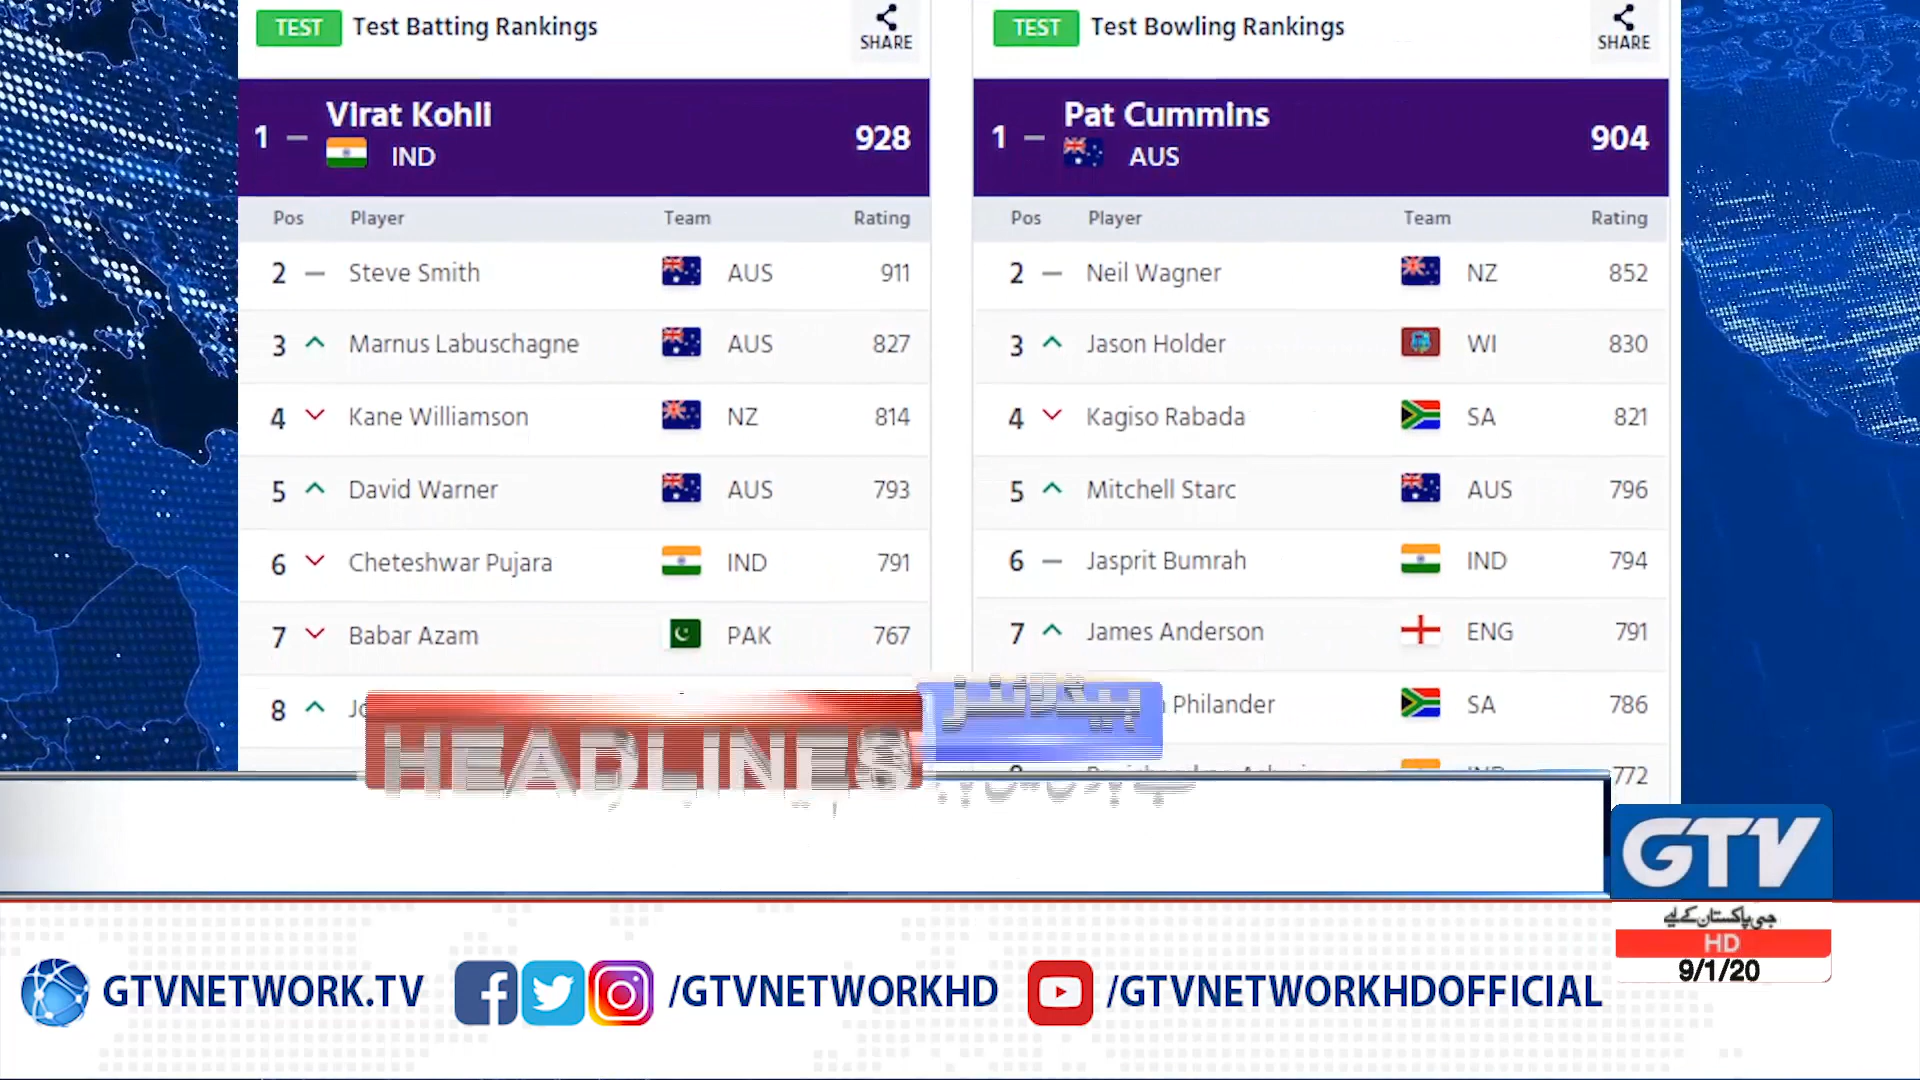 TEST Test Batting Rankings SHARE
1 Virat Kohli IND 928
Pos Player Team Rating
2 Steve Smith AUS 911
3 Marnus Labuschagne AUS 827
4 Kane Williamson NZ 814
5 David Warner AUS 793
6 Cheteshwar Pujara IND 791
7 Babar Azam PAK 767
8
TEST Test Bowling Rankings SHARE
1 Pat Cummins AUS 904
Pos Player Team Rating
2 Neil Wagner NZ 852
3 Jason Holder WI 830
4 Kagiso Rabada SA 821
5 Mitchell Starc AUS 796
6 Jasprit Bumrah IND 794
7 James Anderson ENG 791
Philander SA 786
772
HEADLINES ہیڈلائنز
GTV
جی پاکستان کے لیے
HD
9/1/20
GTVNETWORK.TV /GTVNETWORKHD /GTVNETWORKHDOFFICIAL